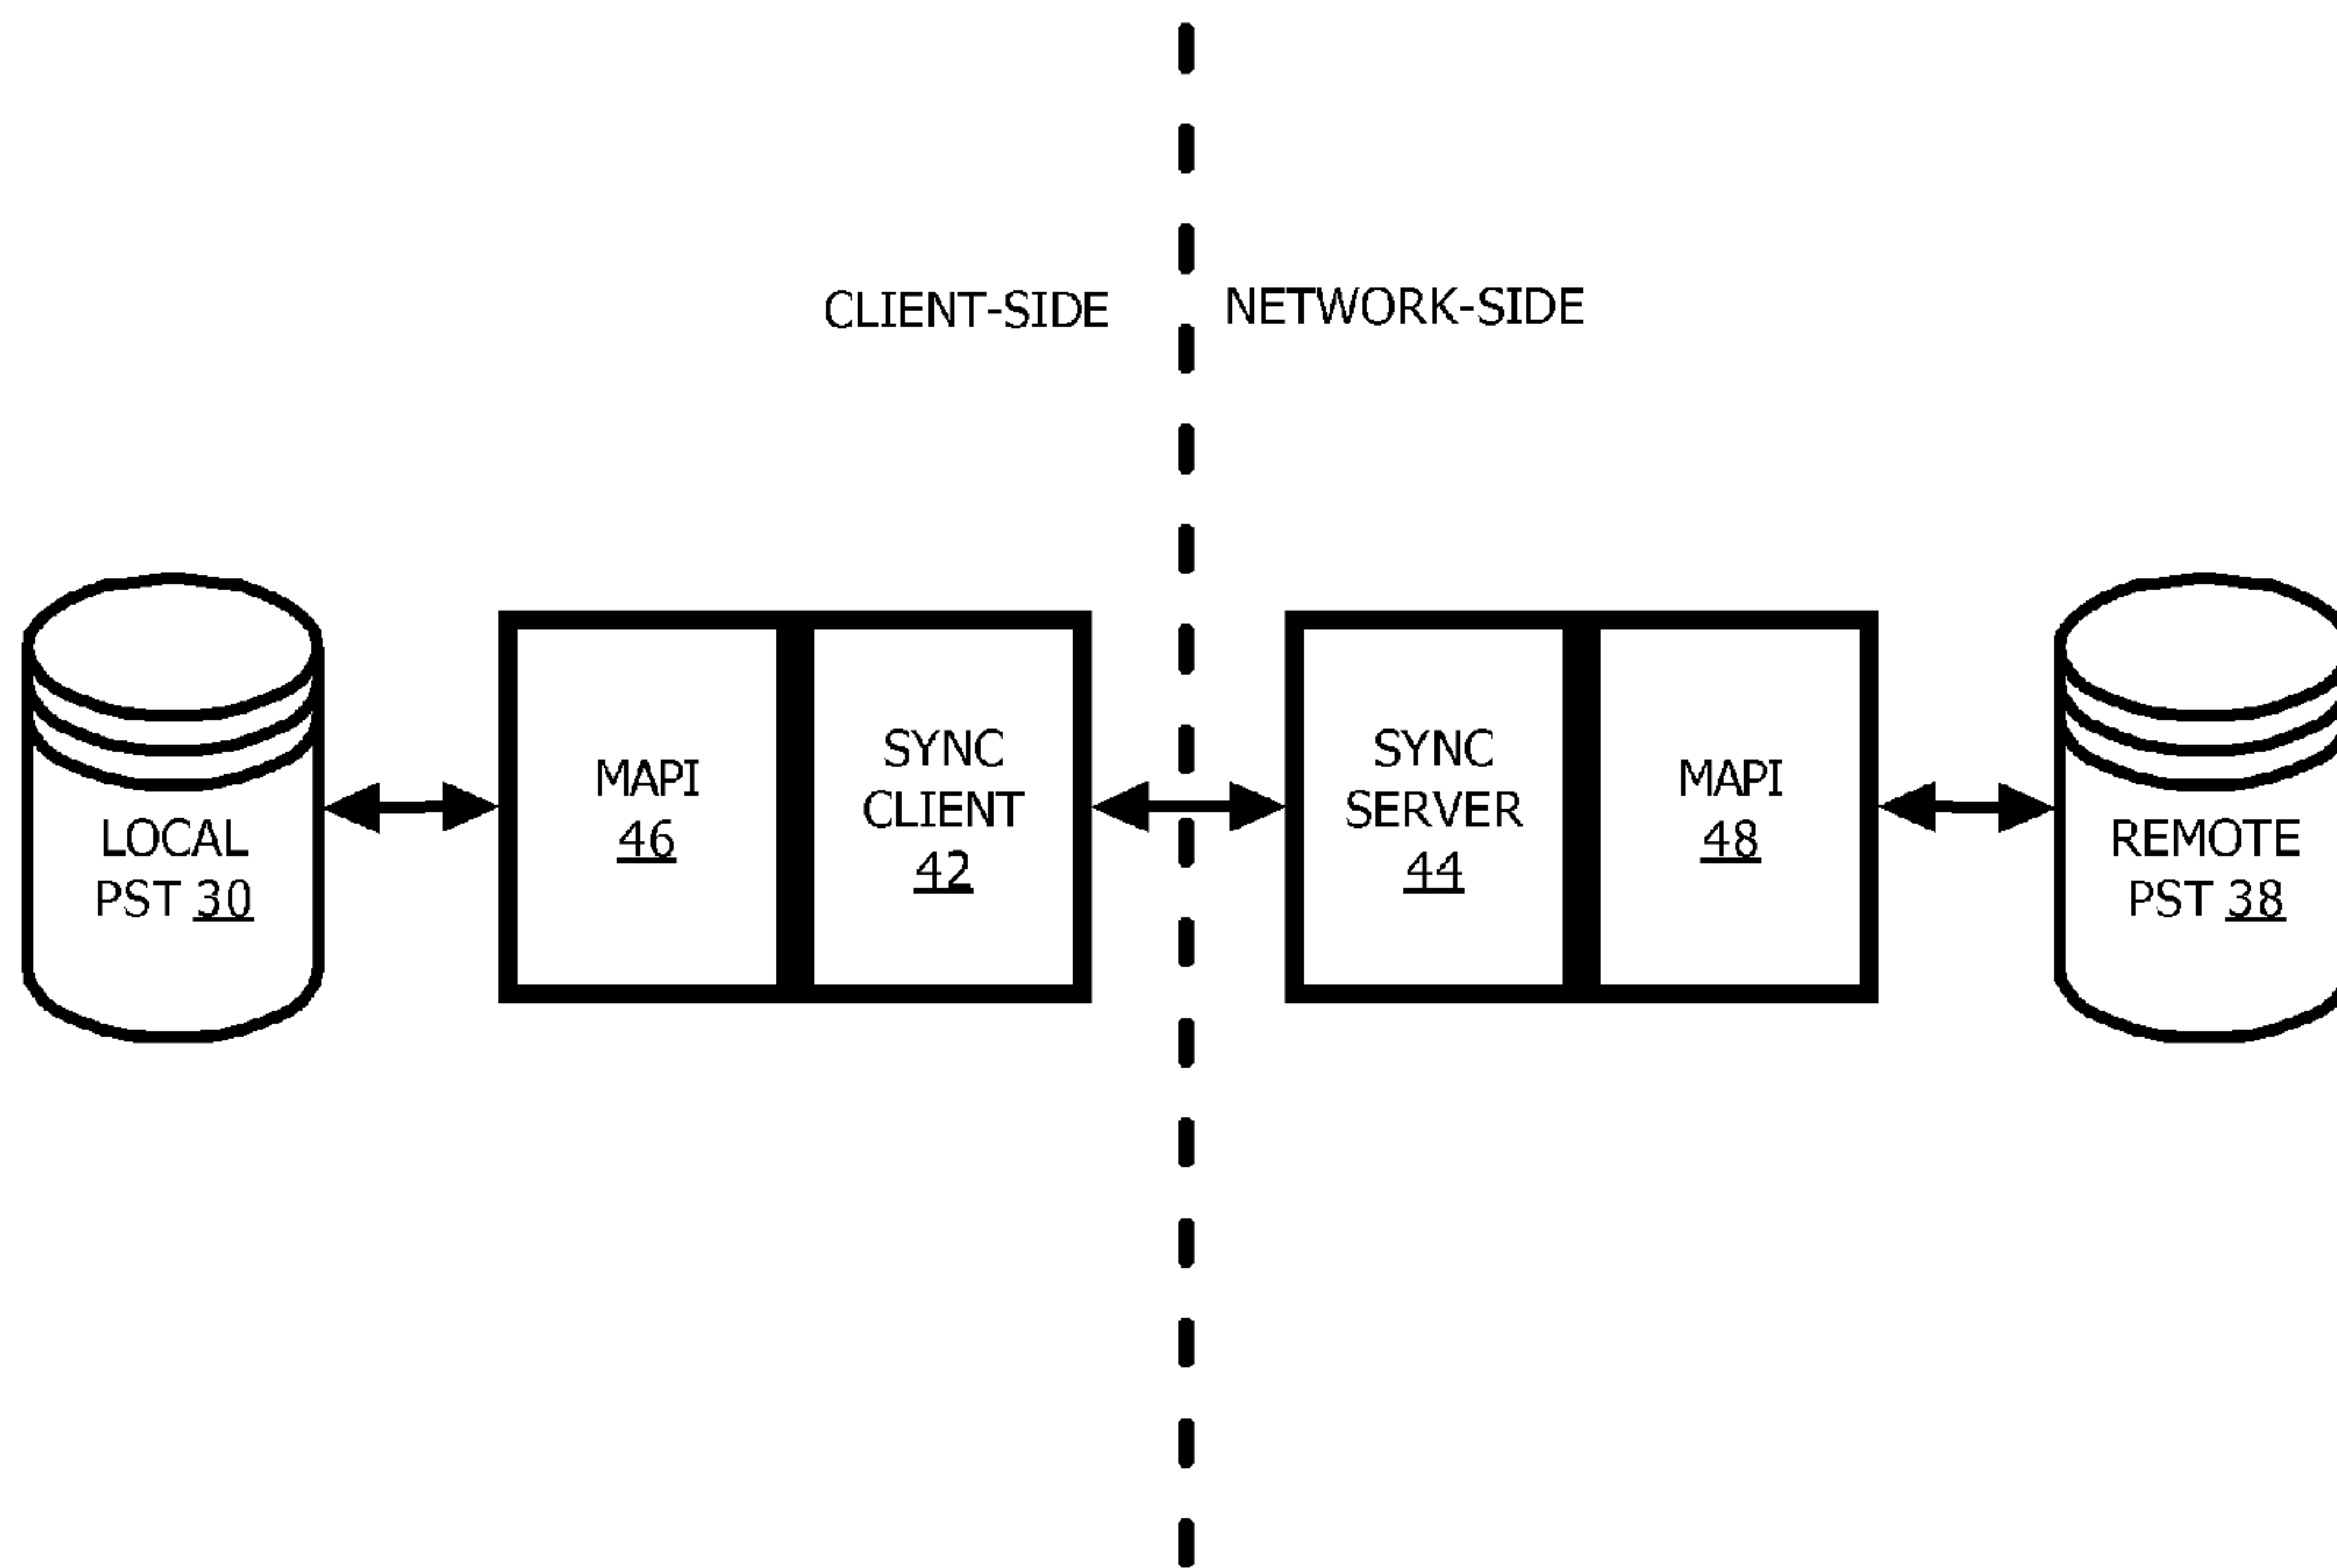 CLIENT-SIDE
NETWORK-SIDE
LOCAL
PST 30
MAPI
46
SYNC
CLIENT
42
SYNC
SERVER
44
MAPI
48
REMOTE
PST 38